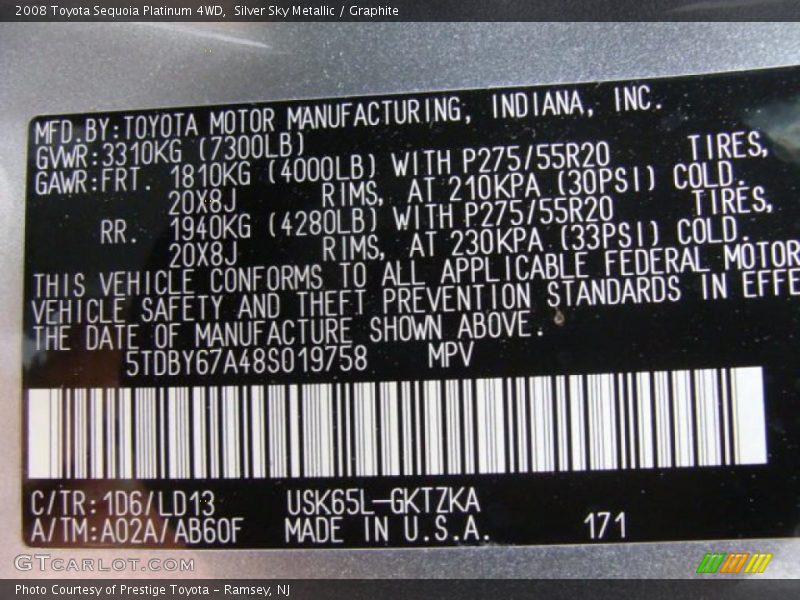 2008 Toyota Sequoia Platinum 4WD, Silver Sky Metallic / Graphite
MFD.BY:TOYOTA MOTOR MANUFACTURING, INDIANA, INC.
GVWR:3310KG (7300LB)
GAWR:FRT. 1810KG (4000LB) WITH P275/55R20 TIRES,
20X8J RIMS, AT 210KPA (30PSI) COLD.
RR. 1940KG (4280LB) WITH P275/55R20 TIRES,
20X8J RIMS, AT 230KPA (33PSI) COLD.
THIS VEHICLE CONFORMS TO ALL APPLICABLE FEDERAL MOTOR
VEHICLE SAFETY AND THEFT PREVENTION STANDARDS IN EFFE
THE DATE OF MANUFACTURE SHOWN ABOVE.
5TDBY67A48S019758 MPV
C/TR:1D6/LD13 USK65L-GKTZKA
A/TM:A02A/AB60F MADE IN U.S.A. 171
GTCARLOT.COM
Photo Courtesy of Prestige Toyota - Ramsey, NJ